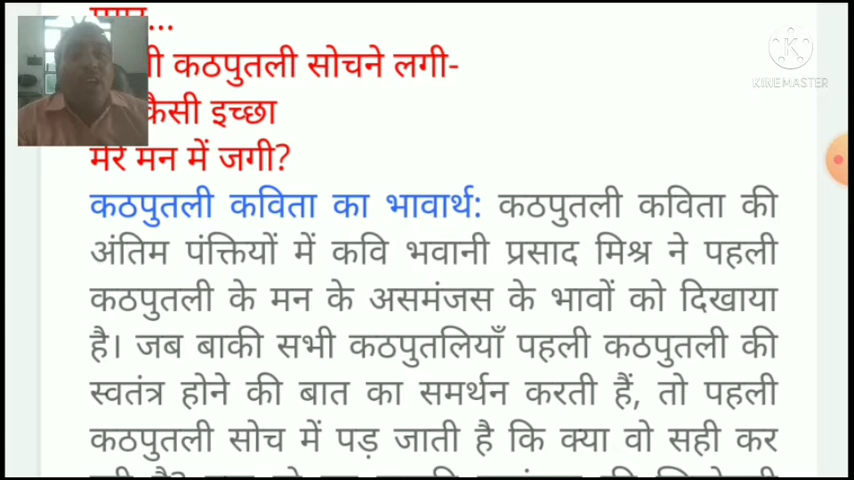 कठपुतली सोचने लगी-
कैसी इच्छा
मेरे मन में जगी?
कठपुतली कविता का भावार्थ: कठपुतली कविता की
अंतिम पंक्तियों में कवि भवानी प्रसाद मिश्र ने पहली
कठपुतली के मन के असमंजस के भावों को दिखाया
है। जब बाकी सभी कठपुतलियाँ पहली कठपुतली की
स्वतंत्र होने की बात का समर्थन करती हैं, तो पहली
कठपुतली सोच में पड़ जाती है कि क्या वो सही कर
KINEMASTER